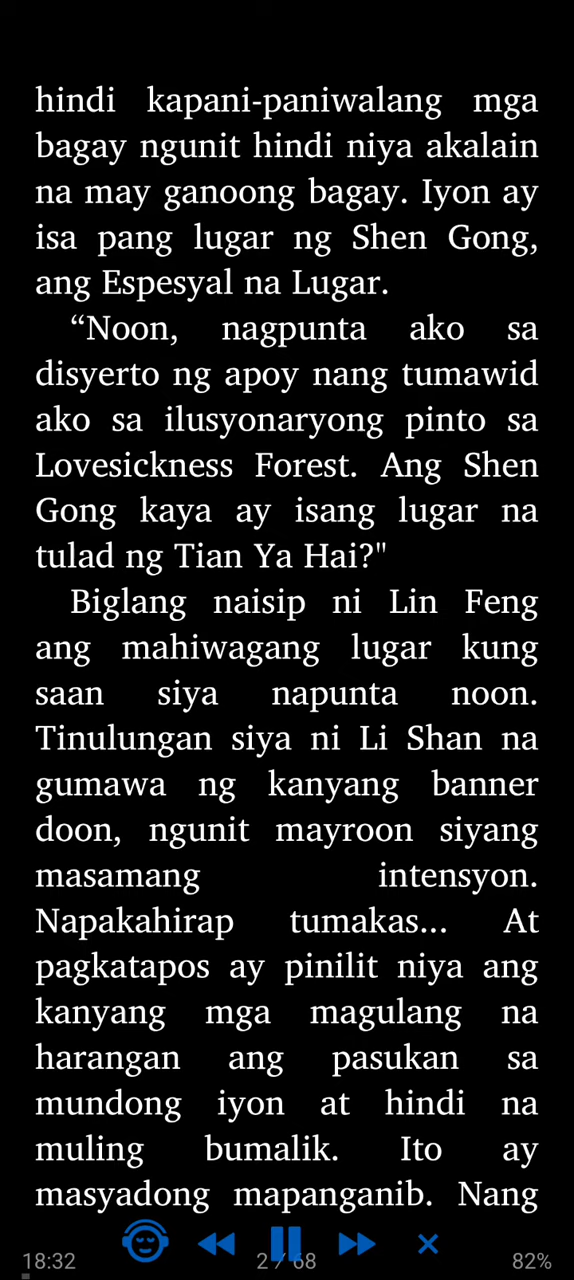 hindi kapani-paniwalang mga
bagay ngunit hindi niya akalain
na may ganoong bagay. Iyon ay
isa pang lugar ng Shen Gong,
ang Espesyal na Lugar.
“Noon, nagpunta ako sa
disyerto ng apoy nang tumawid
ako sa ilusyonaryong pinto sa
Lovesickness Forest. Ang Shen
Gong kaya ay isang lugar na
tulad ng Tian Ya Hai?"
Biglang naisip ni Lin Feng
ang mahiwagang lugar kung
saan siya napunta noon.
Tinulungan siya ni Li Shan na
gumawa ng kanyang banner
doon, ngunit mayroon siyang
masamang intensyon.
Napakahirap tumakas... At
pagkatapos ay pinilit niya ang
kanyang mga magulang na
harangan ang pasukan sa
mundong iyon at hindi na
muling bumalik. Ito ay
masyadong mapanganib. Nang
18:32 2 / 68 82%